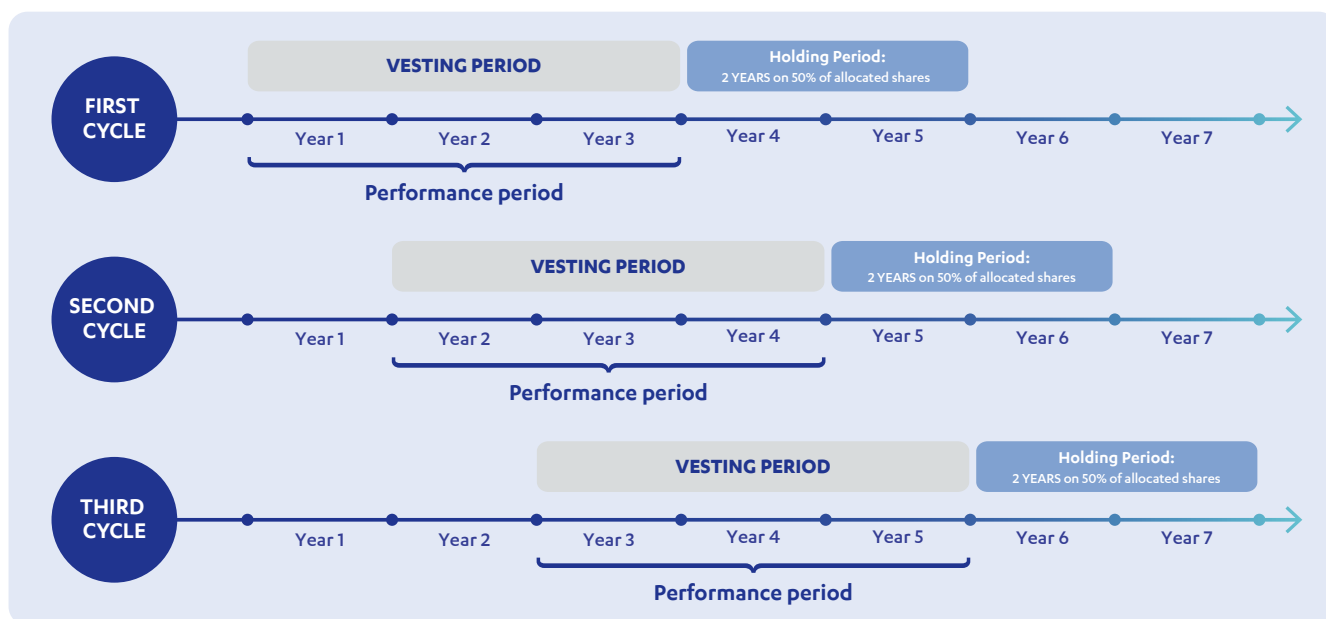 VESTING PERIOD
Holding Period:
2 YEARS on 50% of allocated shares
FIRST
CYCLE
Year 1 Year 2 Year 3 Year 4 Year 5 Year 6 Year 7
Performance period
VESTING PERIOD
Holding Period:
2 YEARS on 50% of allocated shares
SECOND
CYCLE
Year 1 Year 2 Year 3 Year 4 Year 5 Year 6 Year 7
Performance period
VESTING PERIOD
Holding Period:
2 YEARS on 50% of allocated shares
THIRD
CYCLE
Year 1 Year 2 Year 3 Year 4 Year 5 Year 6 Year 7
Performance period